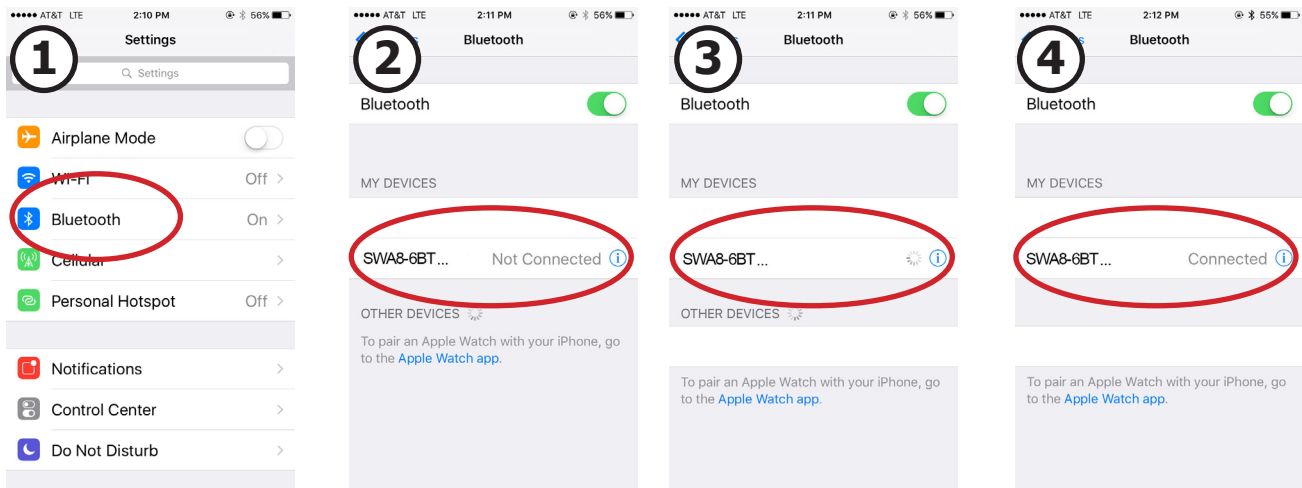 ●●●●● AT&T LTE 2:10 PM 56%
1
Settings
Settings
Airplane Mode
Wi-Fi Off
Bluetooth On
Cellular
Personal Hotspot Off
Notifications
Control Center
Do Not Disturb
●●●●● AT&T LTE 2:11 PM 56%
2
s Bluetooth
Bluetooth
MY DEVICES
SWA8-6BT... Not Connected i
OTHER DEVICES
To pair an Apple Watch with your iPhone, go
to the Apple Watch app.
●●●●● AT&T LTE 2:11 PM 56%
3
s Bluetooth
Bluetooth
MY DEVICES
SWA8-6BT... i
OTHER DEVICES
To pair an Apple Watch with your iPhone, go
to the Apple Watch app.
●●●●● AT&T LTE 2:12 PM 55%
4
s Bluetooth
Bluetooth
MY DEVICES
SWA8-6BT... Connected i
To pair an Apple Watch with your iPhone, go
to the Apple Watch app.